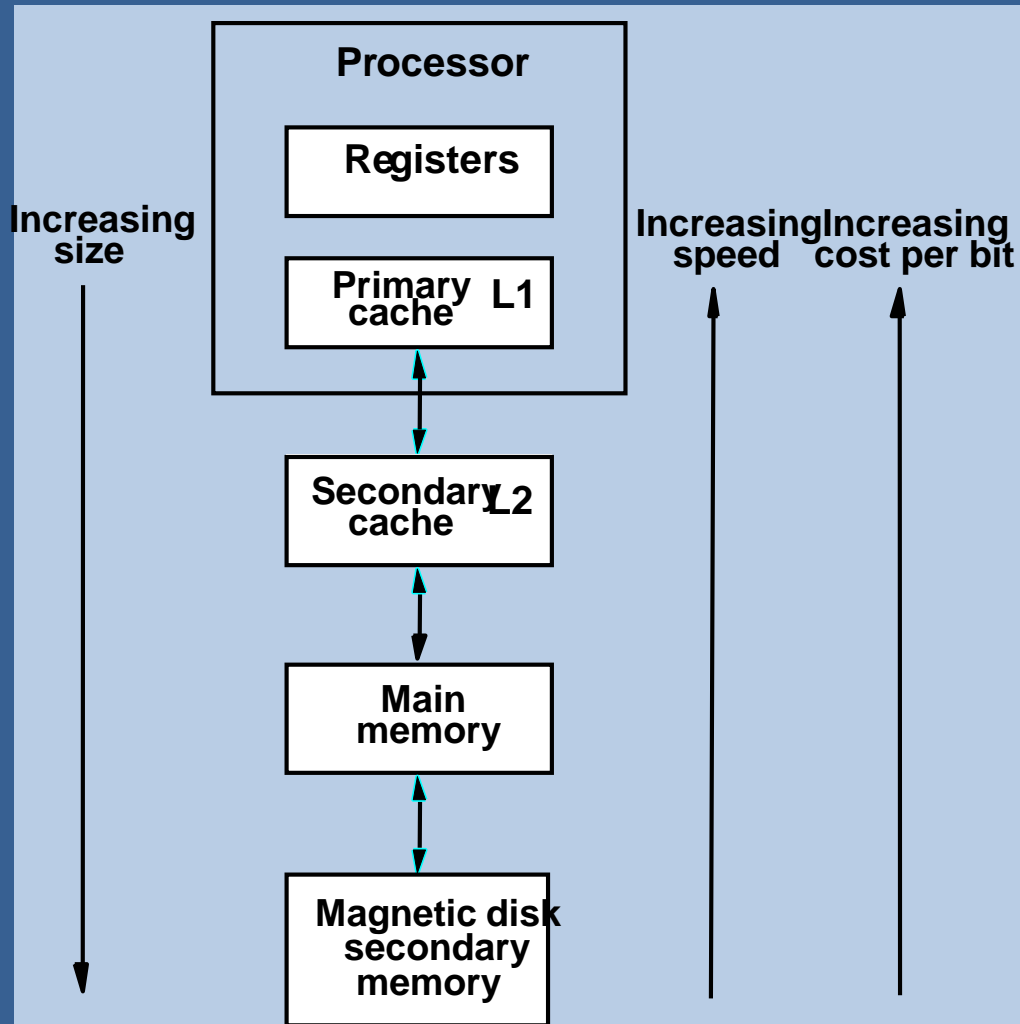 Processor
Registers
Increasing
size
Increasing
speed
Increasing
cost per bit
Primary
cache
L1
Secondary
cache
L2
Main
memory
Magnetic disk
secondary
memory